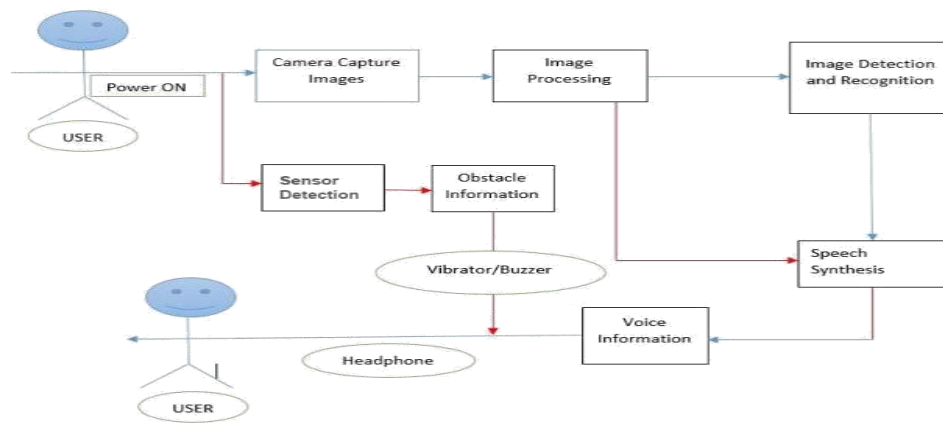 Camera Capture
Images
Image
Processing
Image Detection
and Recognition
Power ON
USER
Sensor
Detection
Obstacle
Information
Vibrator/Buzzer
Speech
Synthesis
Voice
Information
Headphone
USER